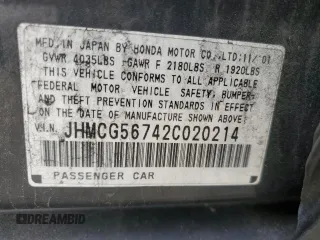 MFD.IN JAPAN BY HONDA MOTOR CO.,LTD:11/01
GVWR 4035LBS GAWR F 2180LBS R 1920LBS
THIS VEHICLE CONFORMS TO ALL APPLICABLE
FEDERAL MOTOR VEHICLE SAFETY, BUMPER,
AND THEFT PREVENTION STANDARDS IN EFFECT
ON THE DATE OF MANUFACTURE SHOWN ABOVE.
V.I.N. JHMCG56742C020214
PASSENGER CAR
DREAMBID